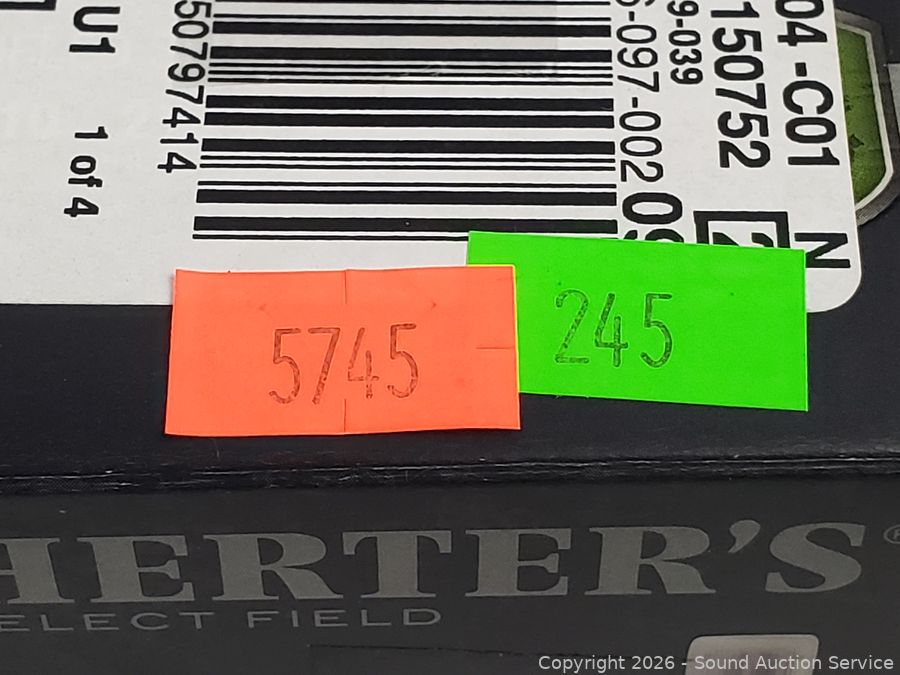 U1
1 of 4
50797414
-097-002
9-039
150752
04 -C01
N
5745
245
HERTER'S
ELECT FIELD
Copyright 2026 - Sound Auction Service